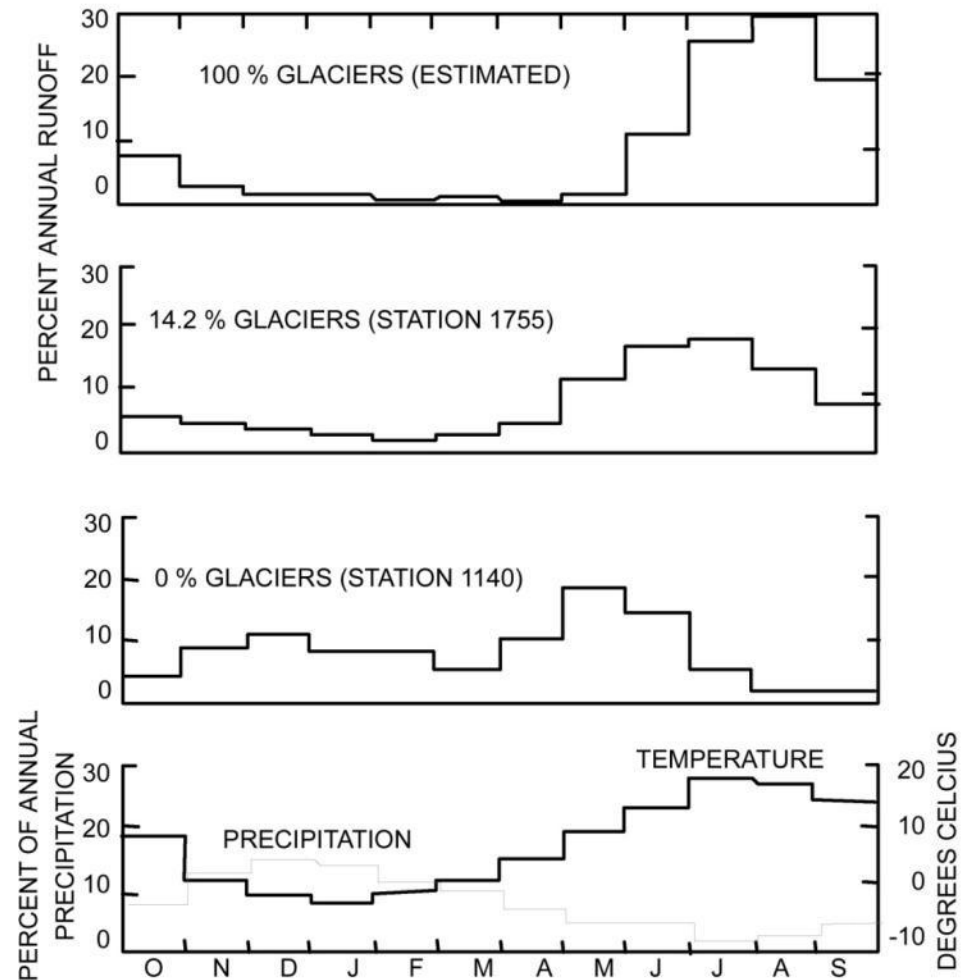 PERCENT ANNUAL RUNOFF
30
20
10
0
100 % GLACIERS (ESTIMATED)
30
20
10
0
14.2 % GLACIERS (STATION 1755)
30
20
10
0
0 % GLACIERS (STATION 1140)
PERCENT OF ANNUAL
PRECIPITATION
30
20
10
0
TEMPERATURE
PRECIPITATION
20
10
0
-10
DEGREES CELCIUS
O N D J F M A M J J A S